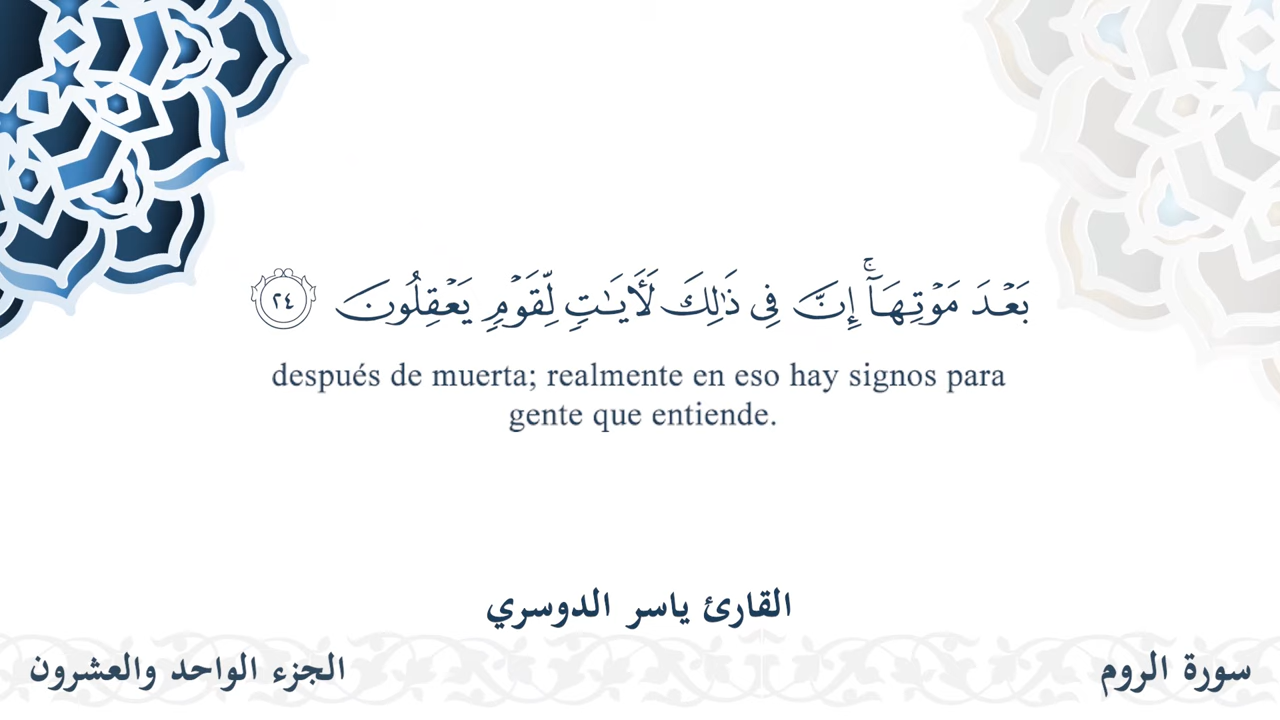 بَعْدَ مَوْتِهَآۚ إِنَّ فِى ذَٰلِكَ لَأٓيَٰتٍ لِّقَوْمٍ يَعْقِلُونَ ٢٤
después de muerta; realmente en eso hay signos para
gente que entiende.
القارئ ياسر الدوسري
سورة الروم
الجزء الواحد والعشرون